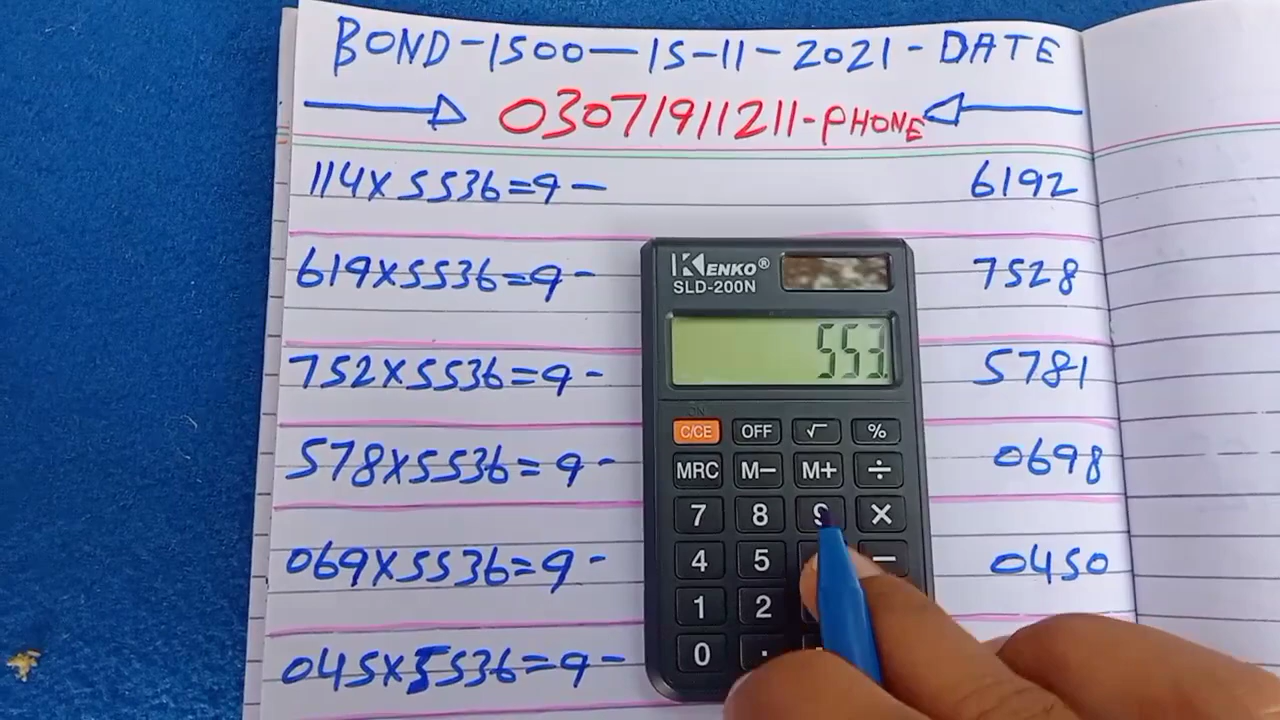 BOND-1500-15-11-2021-DATE
03071911211-PHONE
114X5536=9- 6192
619X5536=9- 7528
752X5536=9- 5781
578X5536=9- 0698
069X5536=9- 0450
045X5536=9-
KENKO®
SLD-200N
553.
ON
C/CE OFF √ %
MRC M− M+ ÷
7 8 9 ×
4 5 −
1 2
0 .